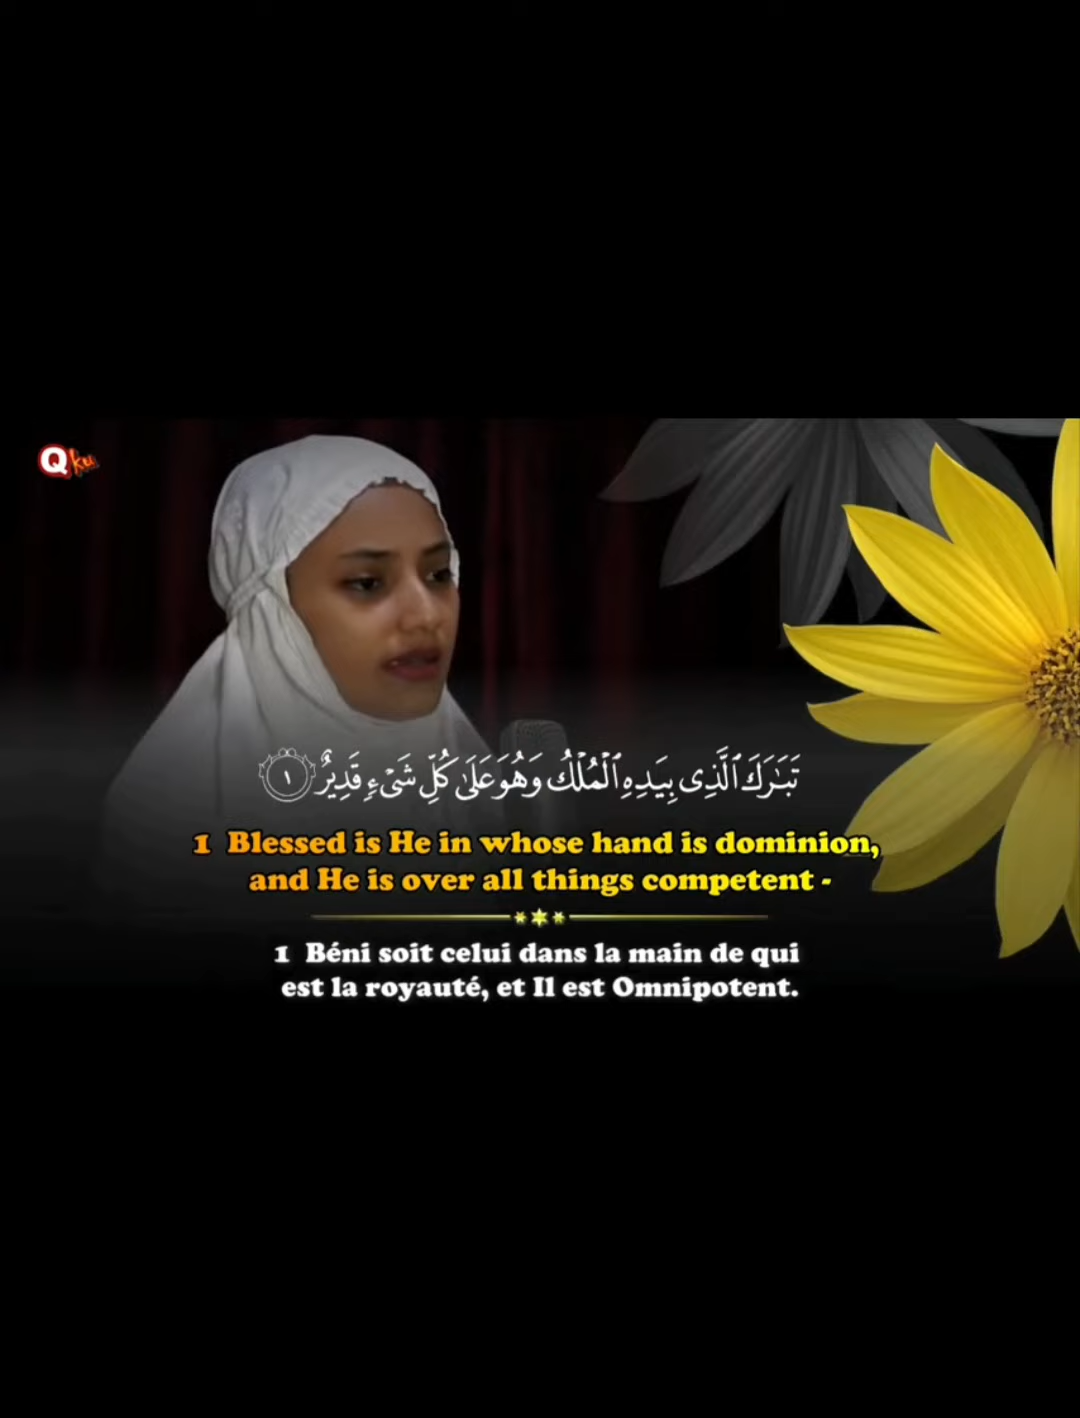 Qku
تَبَـٰرَكَ ٱلَّذِى بِيَدِهِ ٱلْمُلْكُ وَهُوَ عَلَىٰ كُلِّ شَىْءٍ قَدِيرٌ ١
1 Blessed is He in whose hand is dominion,
and He is over all things competent -
1 Béni soit celui dans la main de qui
est la royauté, et Il est Omnipotent.